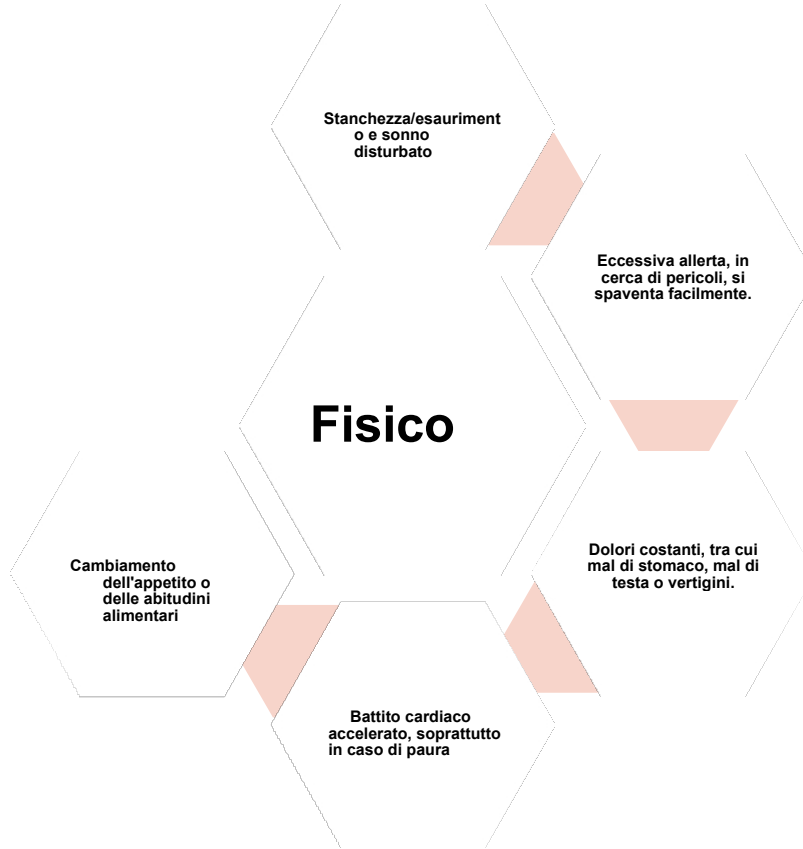 Stanchezza/esauriment
o e sonno
disturbato
Eccessiva allerta, in
cerca di pericoli, si
spaventa facilmente.
Fisico
Dolori costanti, tra cui
mal di stomaco, mal di
testa o vertigini.
Battito cardiaco
accelerato, soprattutto
in caso di paura
Cambiamento
dell'appetito o
delle abitudini
alimentari